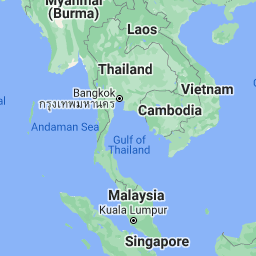 Myanmar
(Burma)
Laos
Thailand
Vietnam
Bangkok
กรุงเทพมหานคร
Cambodia
Andaman Sea
Gulf of
Thailand
Malaysia
Kuala Lumpur
Singapore